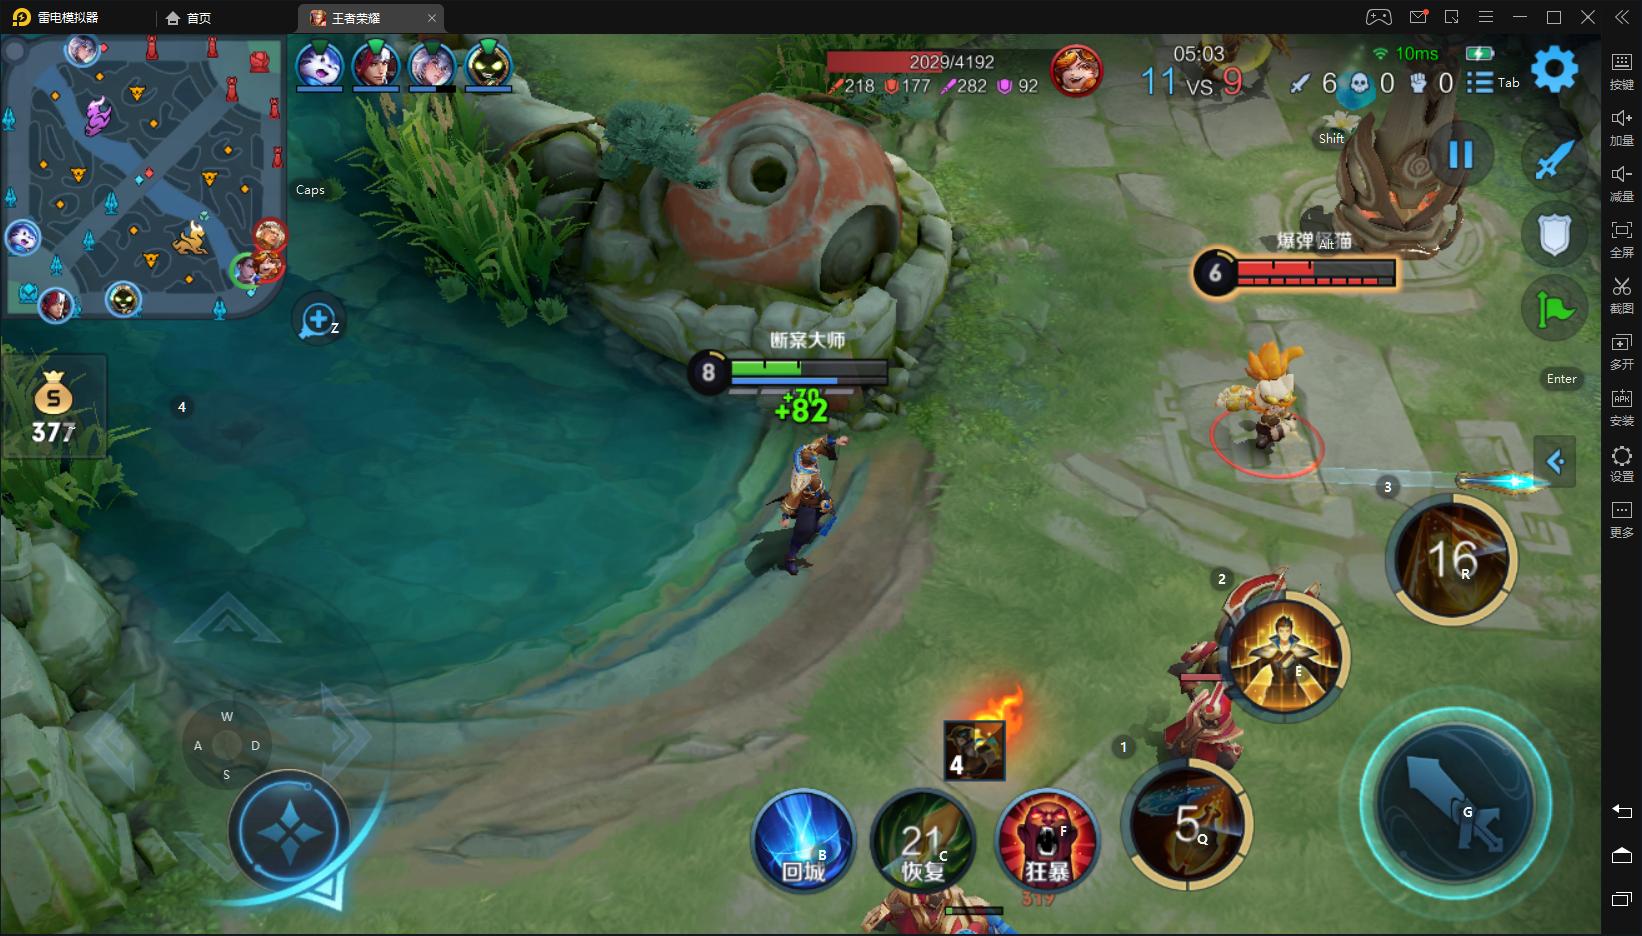 雷电模拟器
首页
王者荣耀
2029/4192
218 177 282 92
05:03
11 VS 9
10ms
6 0 0
Tab
Shift
Caps
Z
爆弹怪猫
Alt
6
断案大师
8
+70
+82
S
377
4
Enter
3
16
R
2
E
1
5
Q
G
W
A D
S
4
回城
B
21
恢复
C
狂暴
F
319
按键
加量
减量
全屏
截图
多开
APK
安装
设置
更多